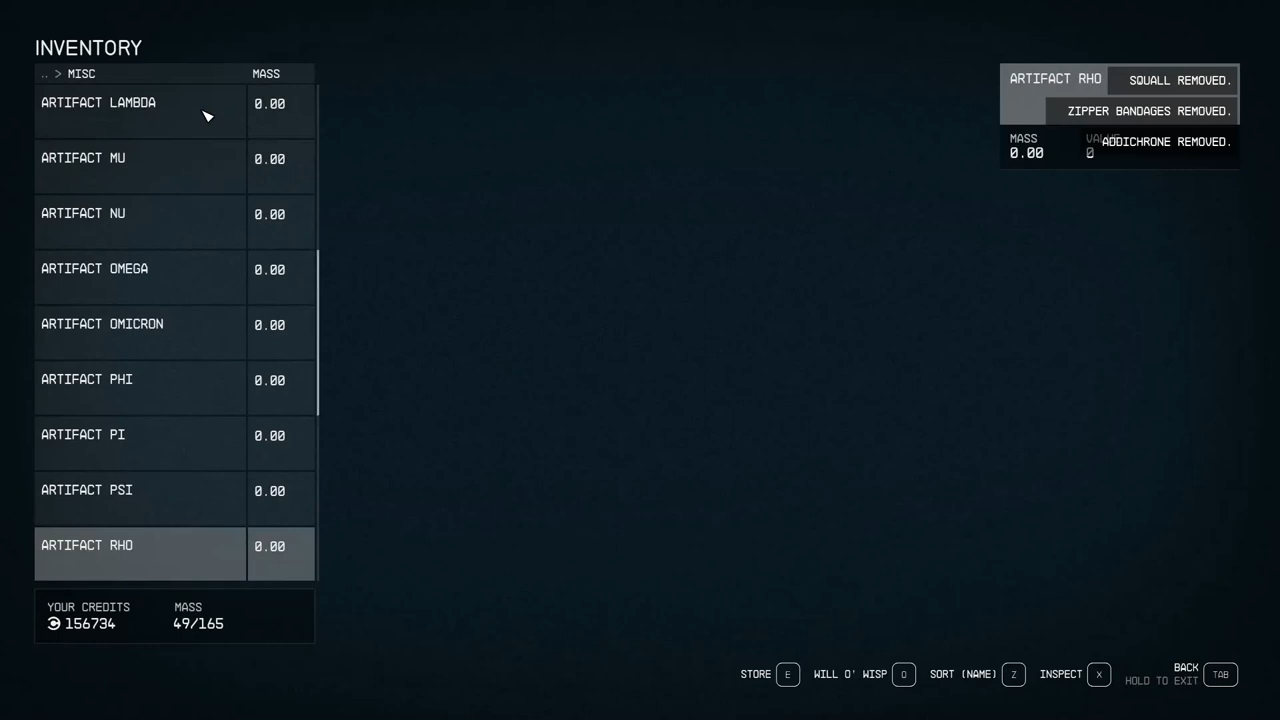 INVENTORY
.. > MISC MASS
ARTIFACT LAMBDA 0.00
ARTIFACT MU 0.00
ARTIFACT NU 0.00
ARTIFACT OMEGA 0.00
ARTIFACT OMICRON 0.00
ARTIFACT PHI 0.00
ARTIFACT PI 0.00
ARTIFACT PSI 0.00
ARTIFACT RHO 0.00
YOUR CREDITS MASS
156734 49/165
ARTIFACT RHO SQUALL REMOVED.
ZIPPER BANDAGES REMOVED.
MASS VALUE ADDICHRONE REMOVED.
0.00 0
STORE E WILL O' WISP Q SORT (NAME) Z INSPECT X BACK TAB
HOLD TO EXIT